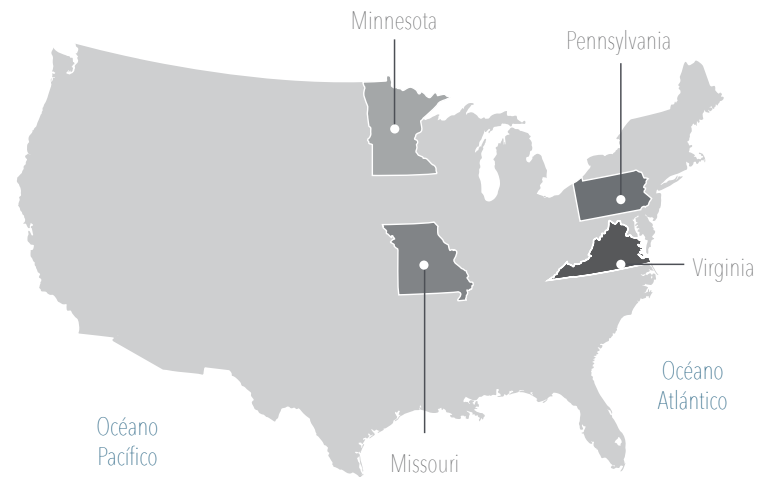 Minnesota
Pennsylvania
Virginia
Océano
Atlántico
Océano
Pacífico
Missouri